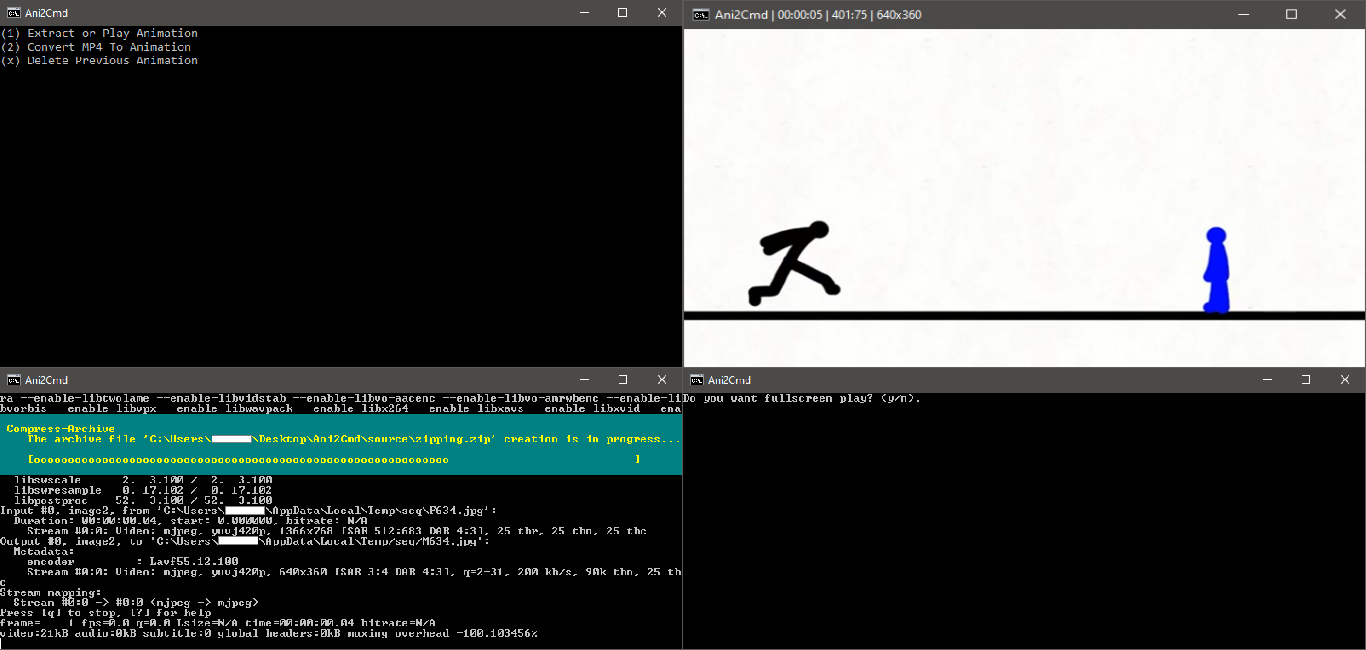 Ani2Cmd
(1) Extract or Play Animation
(2) Convert MP4 To Animation
(x) Delete Previous Animation
Ani2Cmd | 00:00:05 | 401:75 | 640x360
Ani2Cmd
ra --enable-libtwolame --enable-libvidstab --enable-libvo-aacenc --enable-libvo-amrwbenc --enable-li
bvorbis enable libvpx enable libwavpack enable libx264 enable libxavs enable libxvid ena
Compress-Archive
The archive file 'C:\Users\ \Desktop\Ani2Cmd\source\zipping.zip' creation is in progress...
[ooooooooooooooooooooooooooooooooooooooooooooooooooooooooooooo ]
libswscale 2. 3.100 / 2. 3.100
libswresample 0. 17.102 / 0. 17.102
libpostproc 52. 3.100 / 52. 3.100
Input #0, image2, from 'C:\Users\ \AppData\Local\Temp\seq\P634.jpg':
Duration: 00:00:00.04, start: 0.000000, bitrate: N/A
Stream #0:0: Video: mjpeg, yuvj420p, 1366x768 [SAR 512:683 DAR 4:3], 25 tbr, 25 tbn, 25 tbc
Output #0, image2, to 'C:\Users\ \AppData\Local\Temp/seq/M634.jpg':
Metadata:
encoder : Lavf55.12.100
Stream #0:0: Video: mjpeg, yuvj420p, 640x360 [SAR 3:4 DAR 4:3], q=2-31, 200 kb/s, 90k tbn, 25 tb
c
Stream mapping:
Stream #0:0 -> #0:0 (mjpeg -> mjpeg)
Press [q] to stop, [?] for help
frame= 1 fps=0.0 q=0.0 Lsize=N/A time=00:00:00.04 bitrate=N/A
video:21kB audio:0kB subtitle:0 global headers:0kB muxing overhead -100.103456%
Ani2Cmd
Do you want fullscreen play? (y/n).